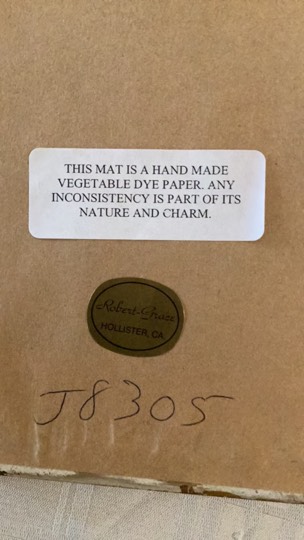 THIS MAT IS A HAND MADE
VEGETABLE DYE PAPER. ANY
INCONSISTENCY IS PART OF ITS
NATURE AND CHARM.
Robert
HOLLISTER, CA
J8305